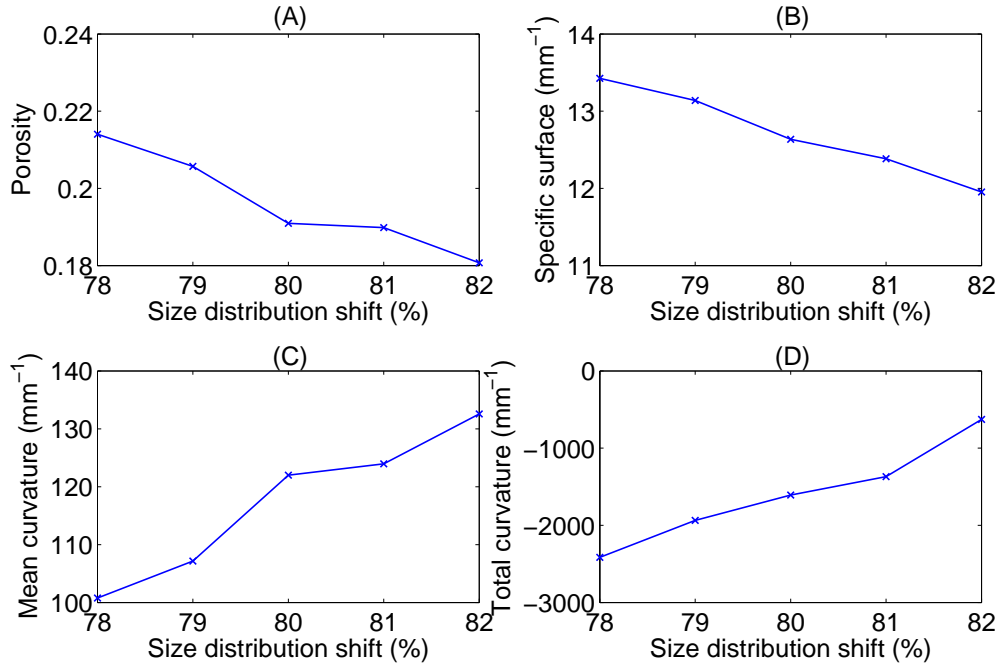 (A)
0.24
0.22
0.2
0.18
Porosity
78 79 80 81 82
Size distribution shift (%)
(B)
14
13
12
11
Specific surface (mm⁻¹)
78 79 80 81 82
Size distribution shift (%)
(C)
140
130
120
110
100
Mean curvature (mm⁻¹)
78 79 80 81 82
Size distribution shift (%)
(D)
0
−1000
−2000
−3000
Total curvature (mm⁻¹)
78 79 80 81 82
Size distribution shift (%)